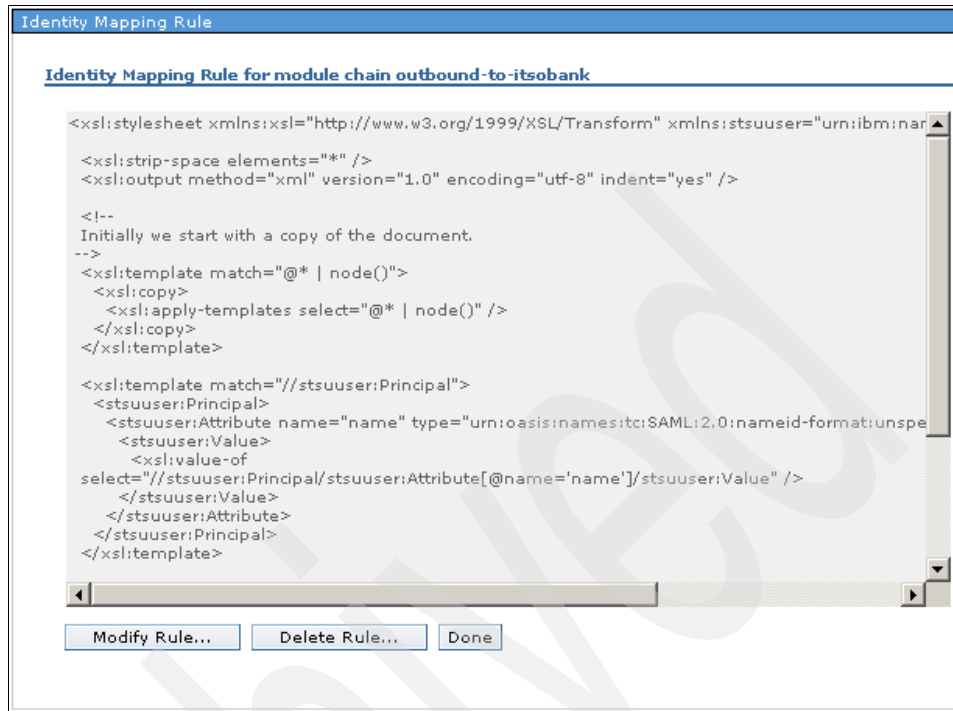 Identity Mapping Rule
Identity Mapping Rule for module chain outbound-to-itsobank
<xsl:stylesheet xmlns:xsl="http://www.w3.org/1999/XSL/Transform" xmlns:stsuuser="urn:ibm:nar
<xsl:strip-space elements="*" />
<xsl:output method="xml" version="1.0" encoding="utf-8" indent="yes" />
<!--
Initially we start with a copy of the document.
-->
<xsl:template match="@* | node()">
<xsl:copy>
<xsl:apply-templates select="@* | node()" />
</xsl:copy>
</xsl:template>
<xsl:template match="//stsuuser:Principal">
<stsuuser:Principal>
<stsuuser:Attribute name="name" type="urn:oasis:names:tc:SAML:2.0:nameid-format:unspe
<stsuuser:Value>
<xsl:value-of
select="//stsuuser:Principal/stsuuser:Attribute[@name='name']/stsuuser:Value" />
</stsuuser:Value>
</stsuuser:Attribute>
</stsuuser:Principal>
</xsl:template>
Modify Rule... Delete Rule... Done